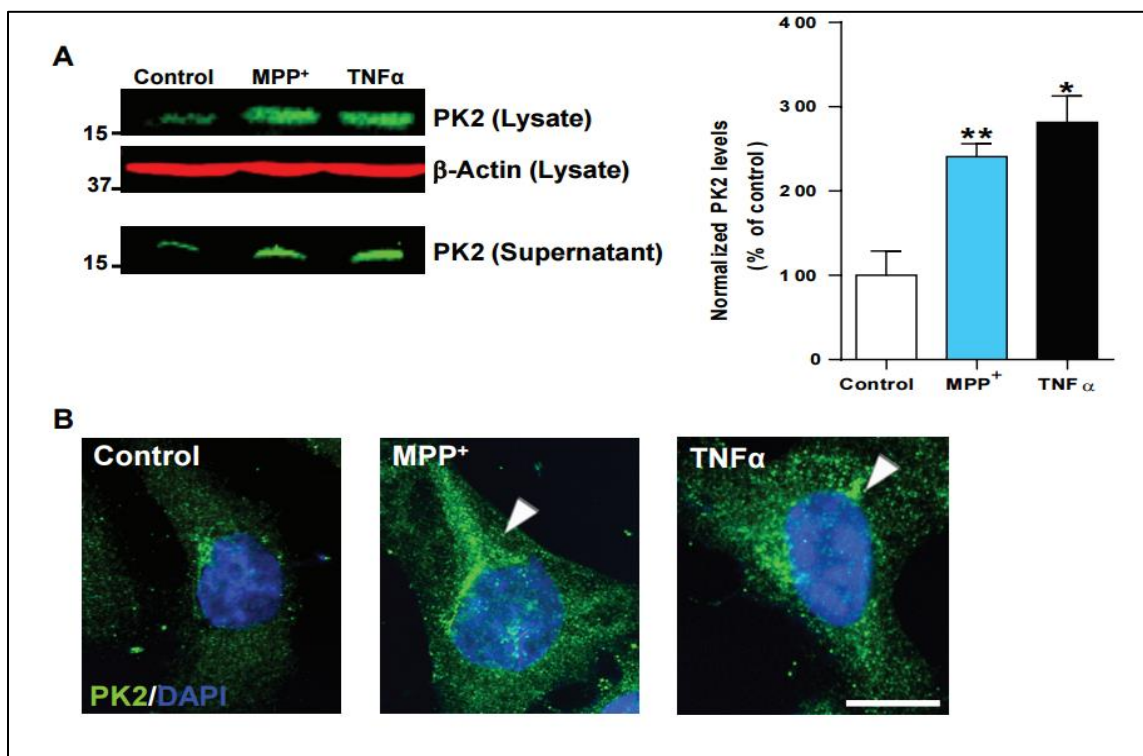 A
Control MPP+ TNFα
PK2 (Lysate)
15
β-Actin (Lysate)
37
PK2 (Supernatant)
15
Normalized PK2 levels
(% of control)
400
300
200
100
0
** *
Control MPP+ TNF α
B
Control
MPP+
TNFα
PK2/DAPI